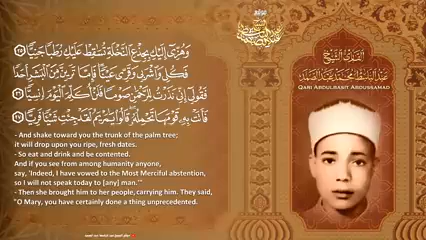 وَهُزِّىٓ إِلَيْكِ بِجِذْعِ ٱلنَّخْلَةِ تُسَٰقِطْ عَلَيْكِ رُطَبًا جَنِيًّا ٢٥
فَكُلِى وَٱشْرَبِى وَقَرِّى عَيْنًا فَإِمَّا تَرَيِنَّ مِنَ ٱلْبَشَرِ أَحَدًا
فَقُولِىٓ إِنِّى نَذَرْتُ لِلرَّحْمَٰنِ صَوْمًا فَلَنْ أُكَلِّمَ ٱلْيَوْمَ إِنسِيًّا ٢٦
فَأَتَتْ بِهِۦ قَوْمَهَا تَحْمِلُهُۥ قَالُوا۟ يَٰمَرْيَمُ لَقَدْ جِئْتِ شَيْـًٔا فَرِيًّا ٢٧
- And shake toward you the trunk of the palm tree;
it will drop upon you ripe, fresh dates.
- So eat and drink and be contented.
And if you see from among humanity anyone,
say, 'Indeed, I have vowed to the Most Merciful abstention,
so I will not speak today to [any] man.'"
- Then she brought him to her people, carrying him. They said,
"O Mary, you have certainly done a thing unprecedented.
القارئ الشيخ
عبد الباسط محمد عبد الصمد
Qari Abdulbasit Abdussamad